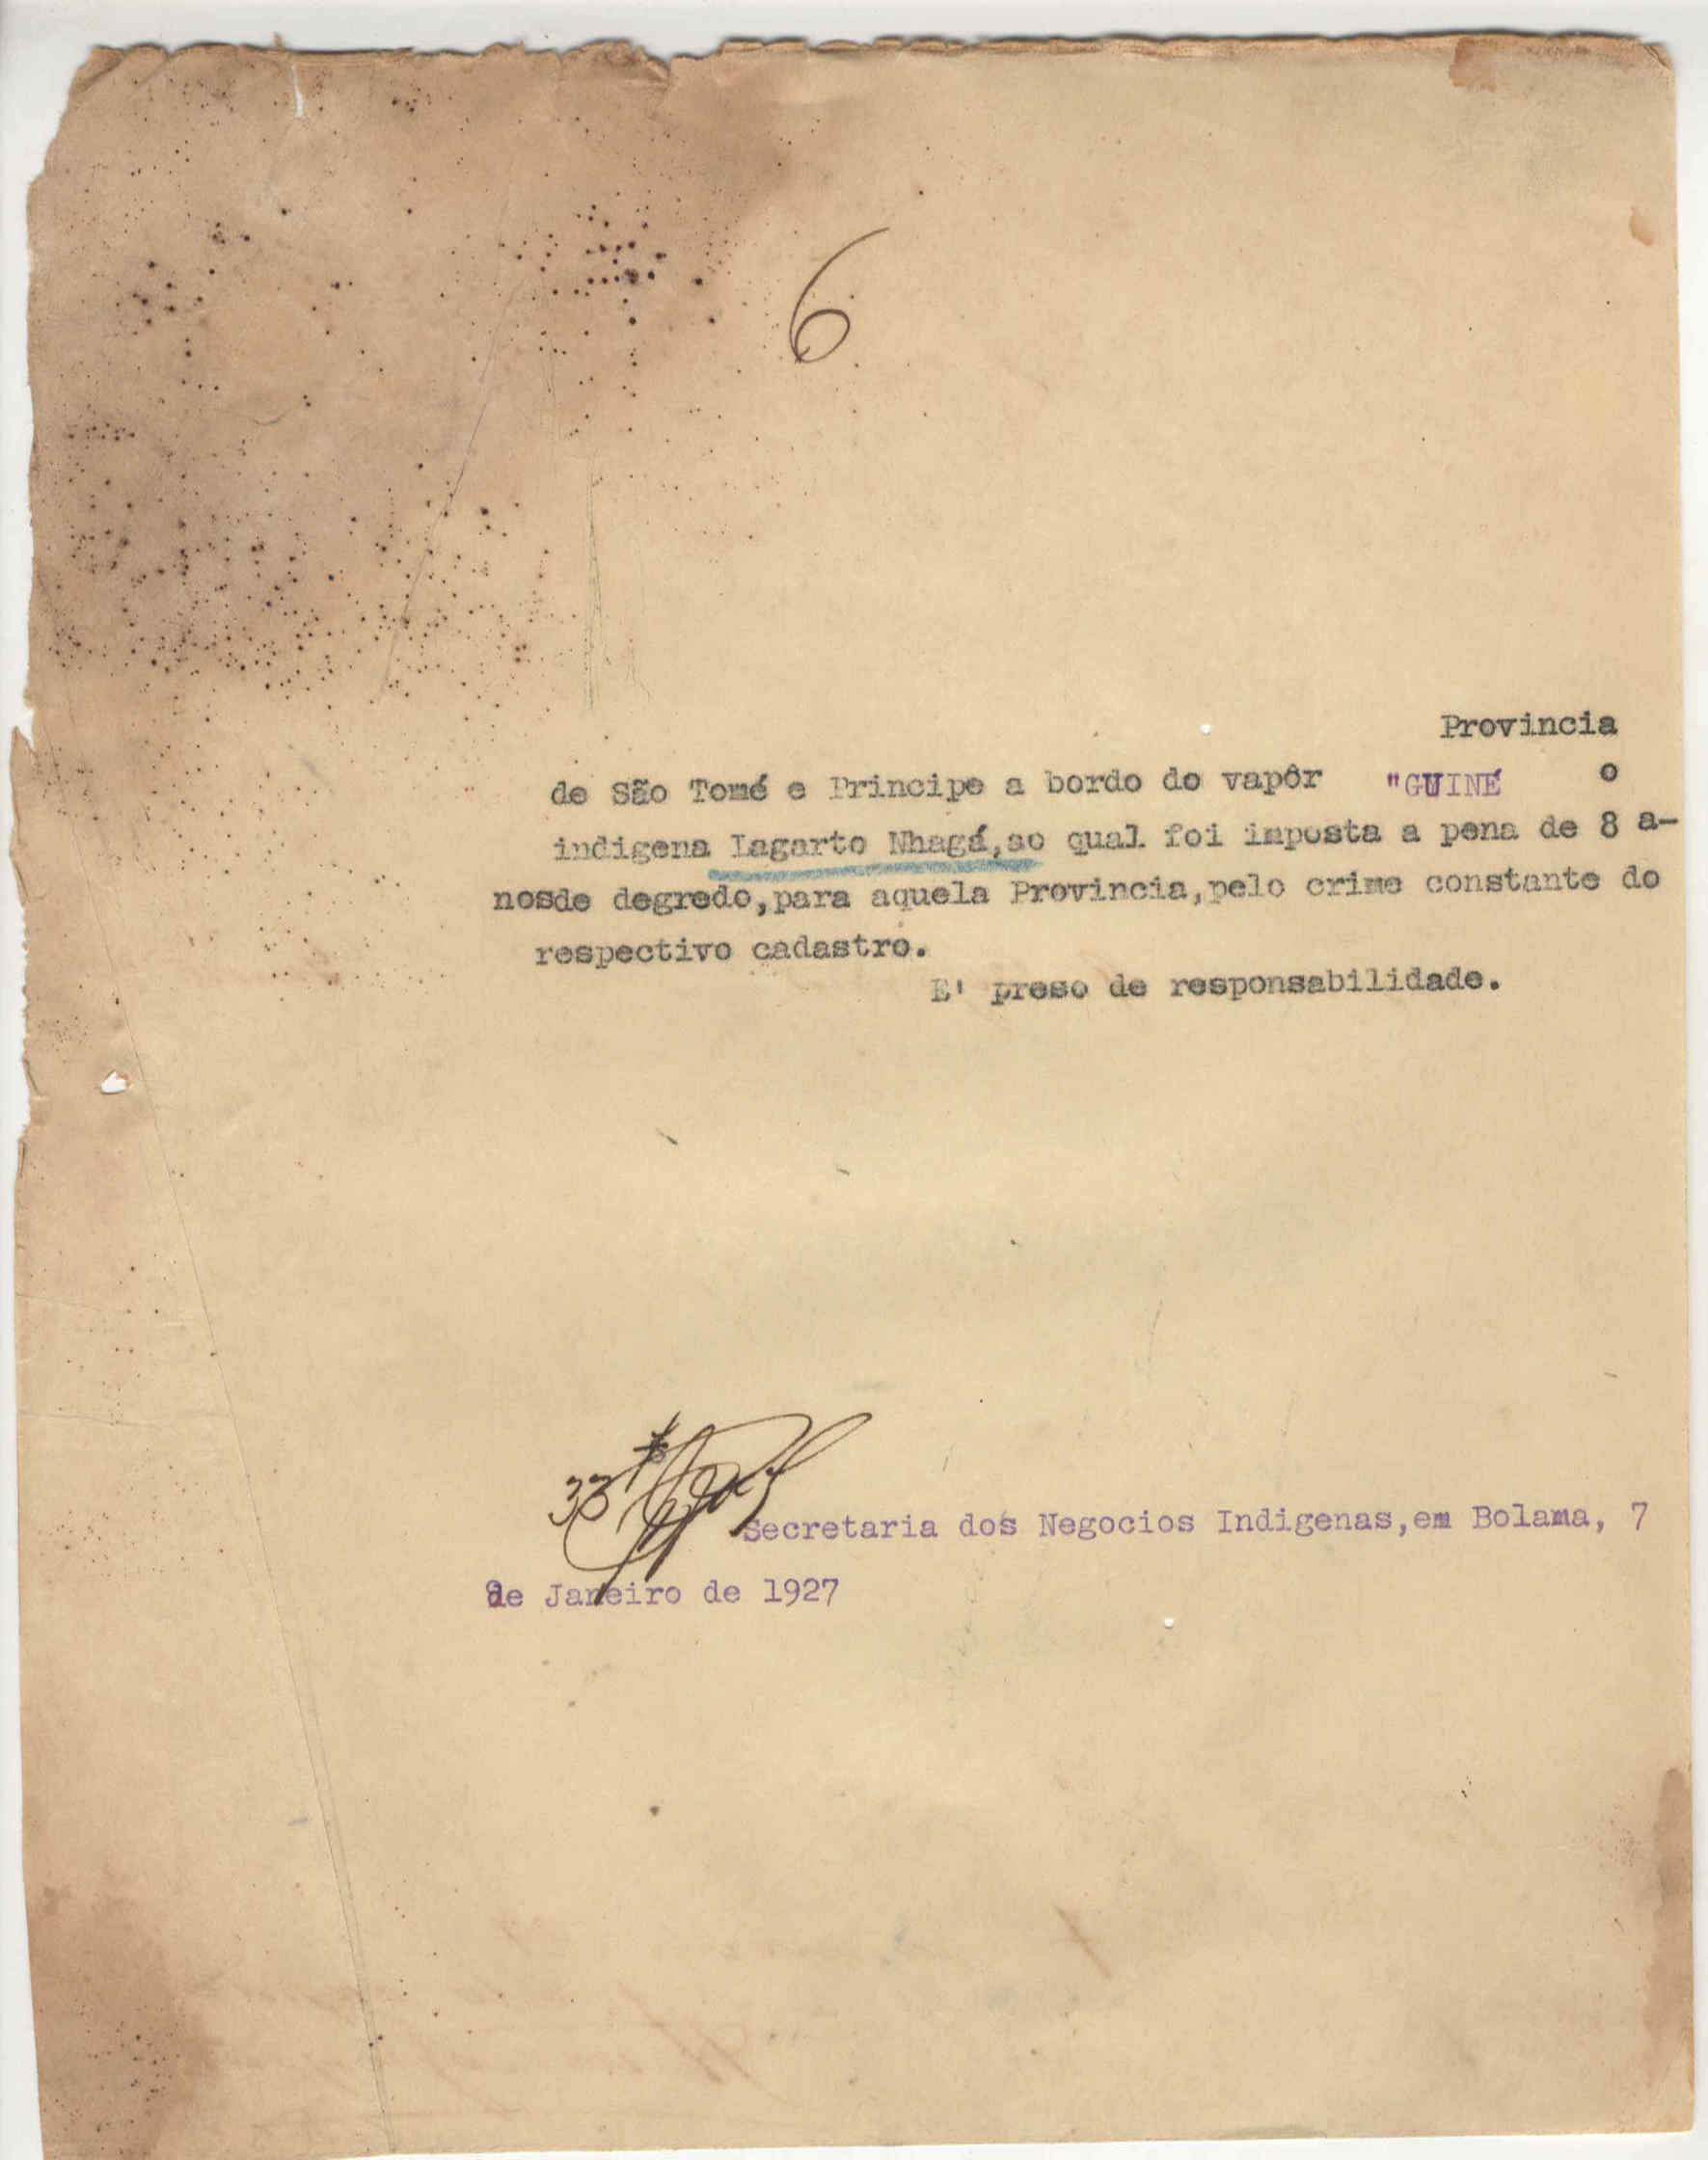 6
Provincia
de São Tomé e Principe a bordo do vapôr "GUINÉ o
indigena Lagarto Nhagá,ao qual foi imposta a pena de 8 a-
nosde degredo,para aquela Provincia,pelo crime constante do
respectivo cadastro.
E' preso de responsabilidade.
33
Secretaria dos Negocios Indigenas,em Bolama, 7
de Janeiro de 1927